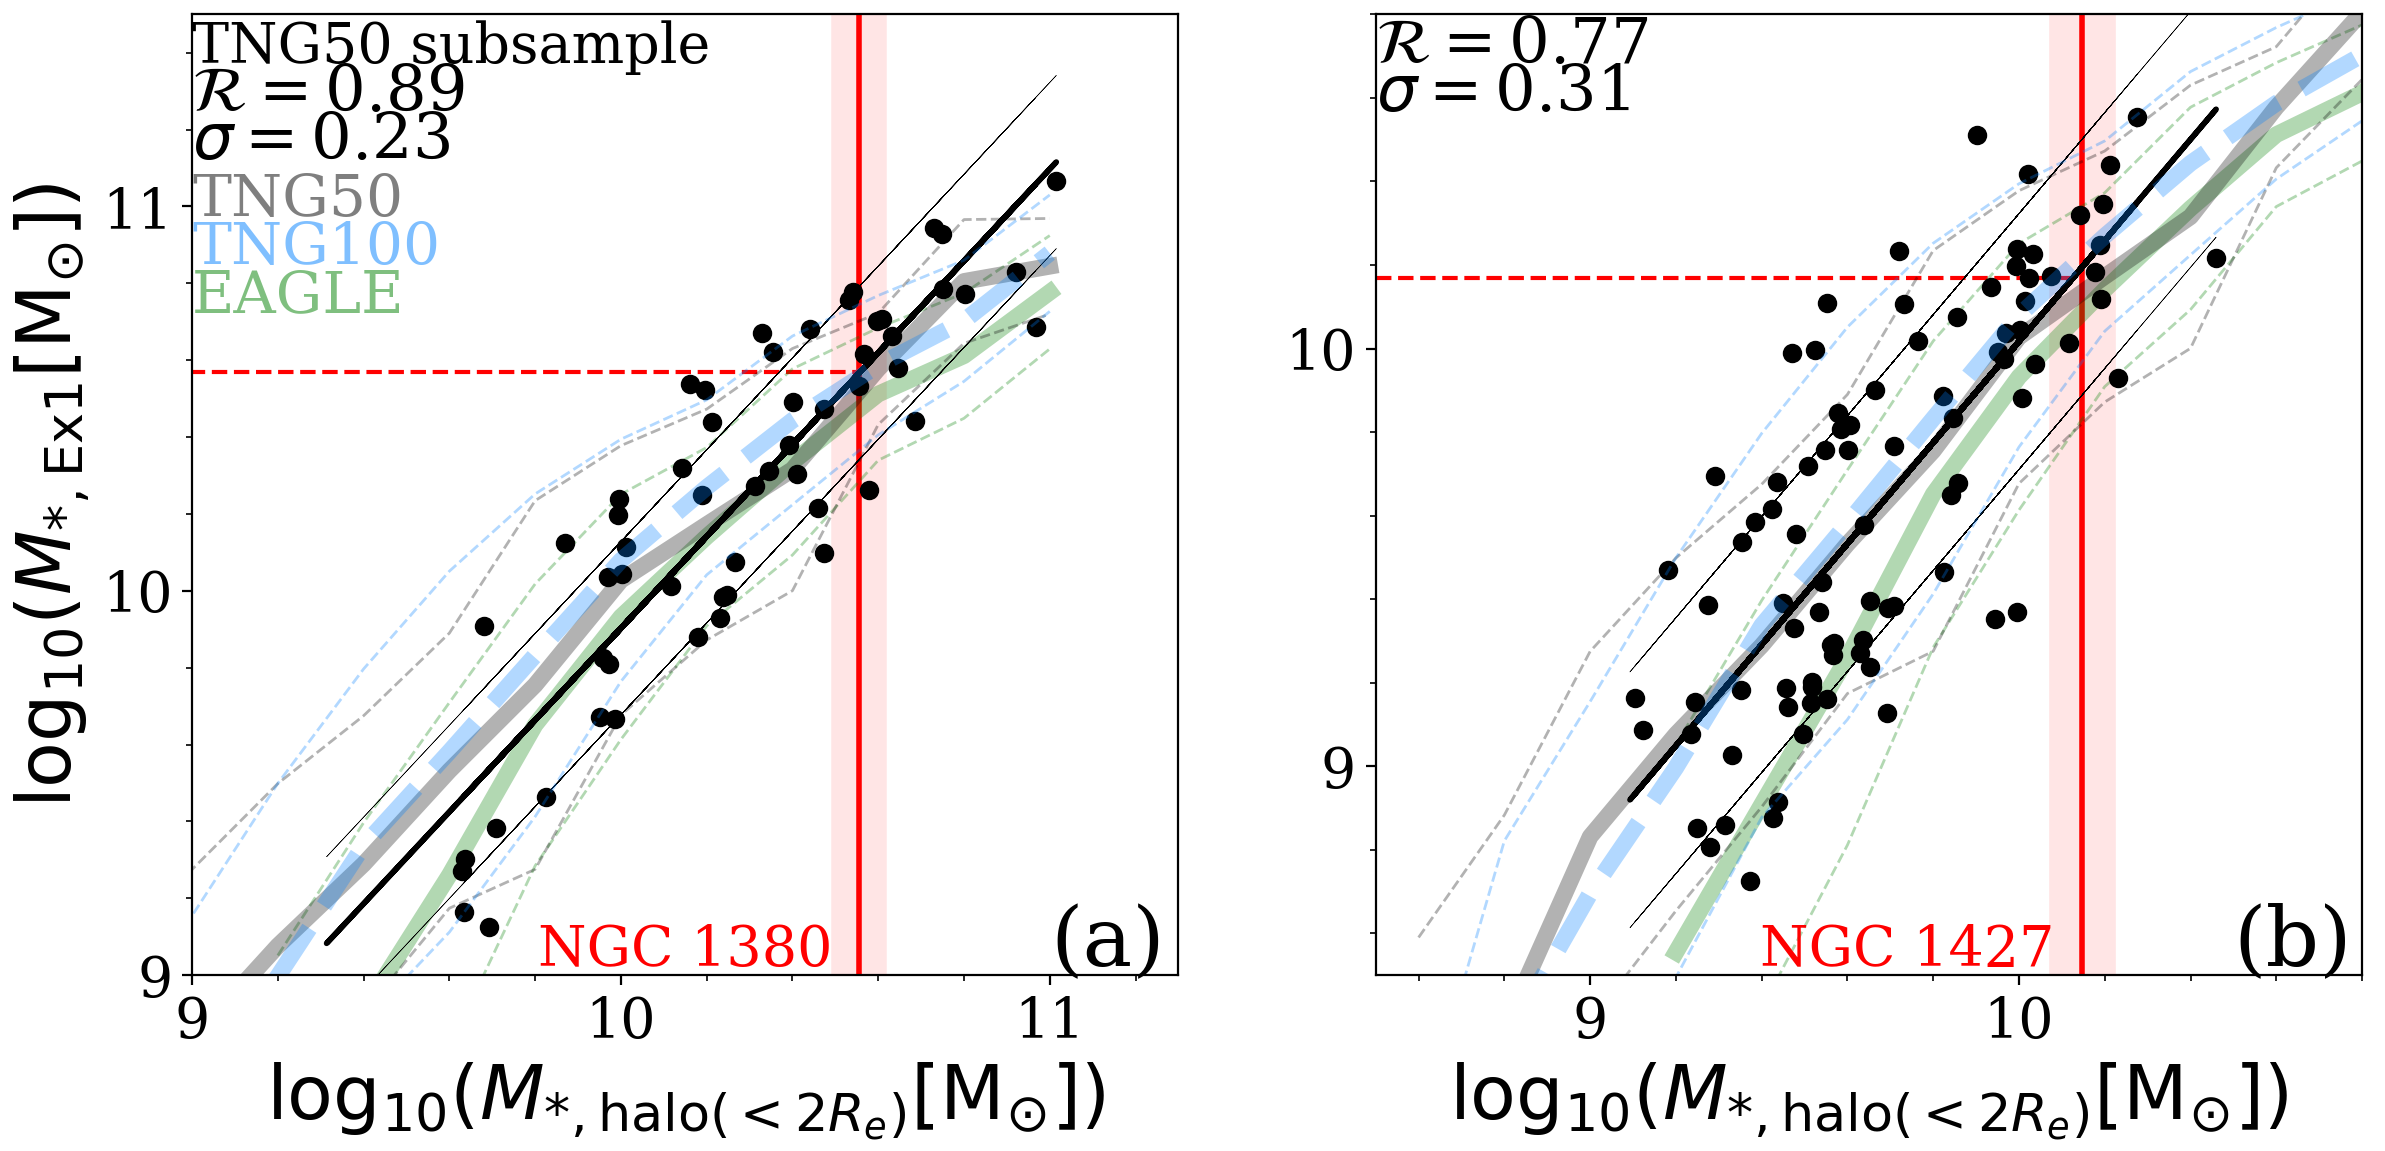 TNG50 subsample
ℛ = 0.89
σ = 0.23
TNG50
TNG100
EAGLE
11
10
9
log₁₀(M∗,Ex1[M⊙])
NGC 1380
(a)
9 10 11
log₁₀(M∗,halo(<2Rₑ)[M⊙])
ℛ = 0.77
σ = 0.31
10
9
NGC 1427
(b)
9 10
log₁₀(M∗,halo(<2Rₑ)[M⊙])